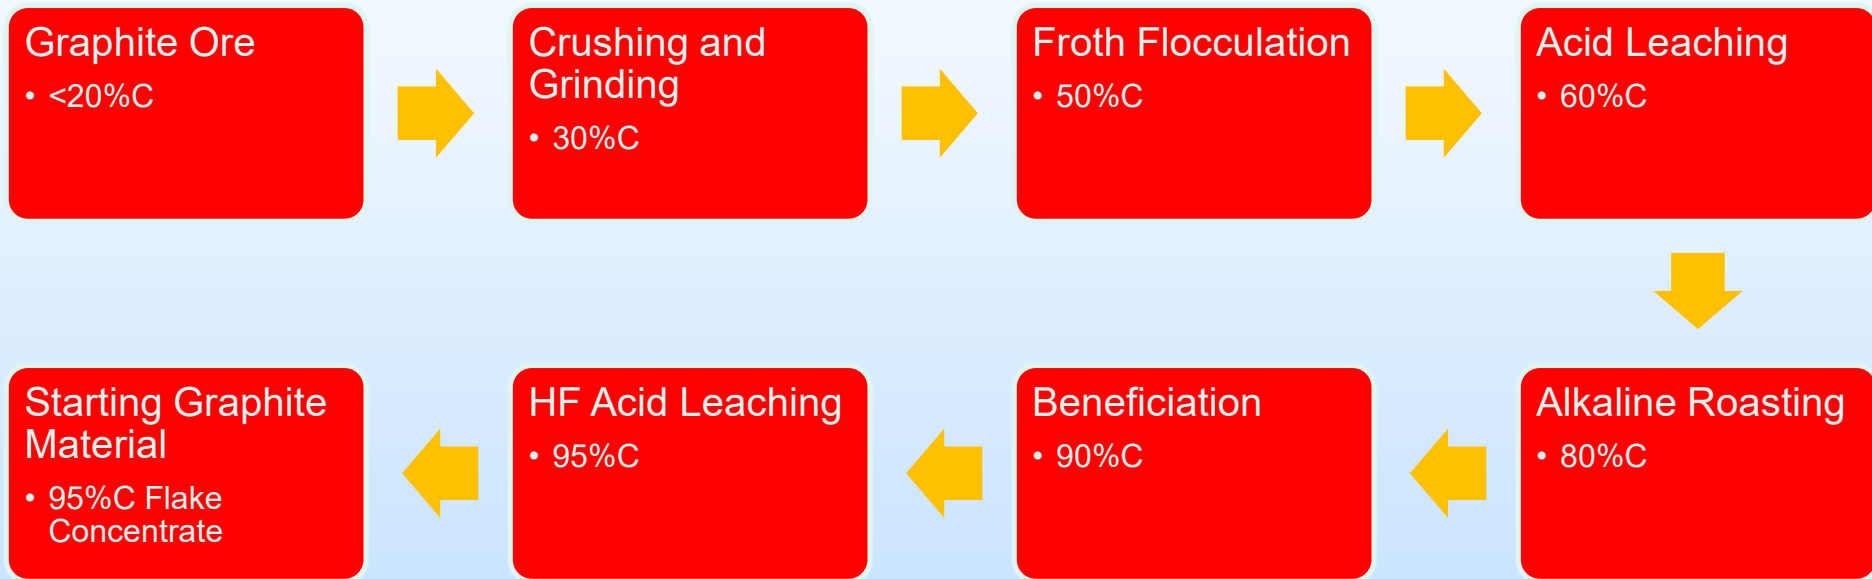 Graphite Ore
• <20%C
Crushing and
Grinding
• 30%C
Froth Flocculation
• 50%C
Acid Leaching
• 60%C
Alkaline Roasting
• 80%C
Beneficiation
• 90%C
HF Acid Leaching
• 95%C
Starting Graphite
Material
• 95%C Flake
Concentrate